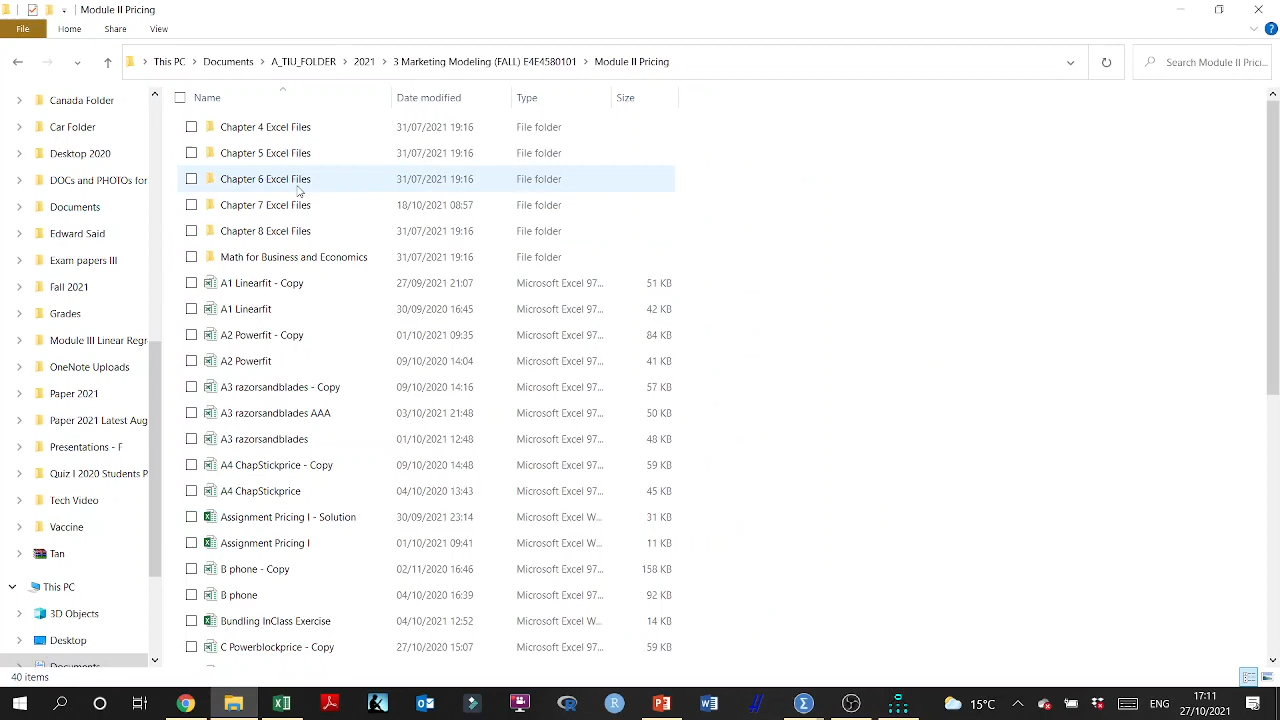 Module II Pricing
File Home Share View
This PC Documents A_TIU_FOLDER 2021 3 Marketing Modeling (FALL) E4F4580101 Module II Pricing
Search Module II Prici...
Name Date modified Type Size
Canada Folder
Car Folder
Desktop 2020
DOCs and PHOTOs for
Documents
Edward Said
Exam papers III
Fall 2021
Grades
Module III Linear Regr
OneNote Uploads
Paper 2021
Paper 2021 Latest Aug
Presentations - F
Quiz I 2020 Students P
Tech Video
Vaccine
Tan
This PC
3D Objects
Desktop
Documents
Chapter 4 Excel Files 31/07/2021 19:16 File folder
Chapter 5 Excel Files 31/07/2021 19:16 File folder
Chapter 6 Excel Files 31/07/2021 19:16 File folder
Chapter 7 Excel Files 18/10/2021 08:57 File folder
Chapter 8 Excel Files 31/07/2021 19:16 File folder
Math for Business and Economics 31/07/2021 19:16 File folder
A1 Linearfit - Copy 27/09/2021 21:07 Microsoft Excel 97... 51 KB
A1 Linearfit 30/09/2020 16:45 Microsoft Excel 97... 42 KB
A2 Powerfit - Copy 01/10/2021 09:35 Microsoft Excel 97... 84 KB
A2 Powerfit 09/10/2020 14:04 Microsoft Excel 97... 41 KB
A3 razorsandblades - Copy 09/10/2020 14:16 Microsoft Excel 97... 57 KB
A3 razorsandblades AAA 03/10/2021 21:48 Microsoft Excel 97... 50 KB
A3 razorsandblades 01/10/2021 12:48 Microsoft Excel 97... 48 KB
A4 ChapStickprice - Copy 09/10/2020 14:48 Microsoft Excel 97... 59 KB
A4 ChapStickprice 04/10/2020 13:43 Microsoft Excel 97... 45 KB
Assignment Pricing I - Solution 30/09/2021 23:14 Microsoft Excel W... 31 KB
Assignment Pricing I 01/10/2021 09:41 Microsoft Excel W... 11 KB
B phone - Copy 02/11/2020 16:46 Microsoft Excel 97... 158 KB
B phone 04/10/2021 16:39 Microsoft Excel 97... 92 KB
Bundling InClass Exercise 04/10/2021 12:52 Microsoft Excel W... 14 KB
C Powerblockprice - Copy 27/10/2021 15:07 Microsoft Excel 97... 59 KB
40 items
15°C
17:11
27/10/2021